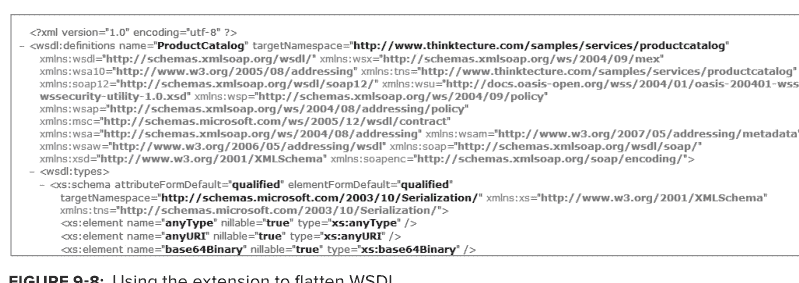 <?xml version="1.0" encoding="utf-8" ?>
- <wsdl:definitions name="ProductCatalog" targetNamespace="http://www.thinktecture.com/samples/services/productcatalog"
xmlns:wsdl="http://schemas.xmlsoap.org/wsdl/" xmlns:wsx="http://schemas.xmlsoap.org/ws/2004/09/mex"
xmlns:wsa10="http://www.w3.org/2005/08/addressing" xmlns:tns="http://www.thinktecture.com/samples/services/productcatalog"
xmlns:soap12="http://schemas.xmlsoap.org/wsdl/soap12/" xmlns:wsu="http://docs.oasis-open.org/wss/2004/01/oasis-200401-wss
wssecurity-utility-1.0.xsd" xmlns:wsp="http://schemas.xmlsoap.org/ws/2004/09/policy"
xmlns:wsap="http://schemas.xmlsoap.org/ws/2004/08/addressing/policy"
xmlns:msc="http://schemas.microsoft.com/ws/2005/12/wsdl/contract"
xmlns:wsa="http://schemas.xmlsoap.org/ws/2004/08/addressing" xmlns:wsam="http://www.w3.org/2007/05/addressing/metadata"
xmlns:wsaw="http://www.w3.org/2006/05/addressing/wsdl" xmlns:soap="http://schemas.xmlsoap.org/wsdl/soap/"
xmlns:xsd="http://www.w3.org/2001/XMLSchema" xmlns:soapenc="http://schemas.xmlsoap.org/soap/encoding/">
- <wsdl:types>
- <xs:schema attributeFormDefault="qualified" elementFormDefault="qualified"
targetNamespace="http://schemas.microsoft.com/2003/10/Serialization/" xmlns:xs="http://www.w3.org/2001/XMLSchema"
xmlns:tns="http://schemas.microsoft.com/2003/10/Serialization/">
<xs:element name="anyType" nillable="true" type="xs:anyType" />
<xs:element name="anyURI" nillable="true" type="xs:anyURI" />
<xs:element name="base64Binary" nillable="true" type="xs:base64Binary" />
FIGURE 9-8: Using the extension to flatten WSDL